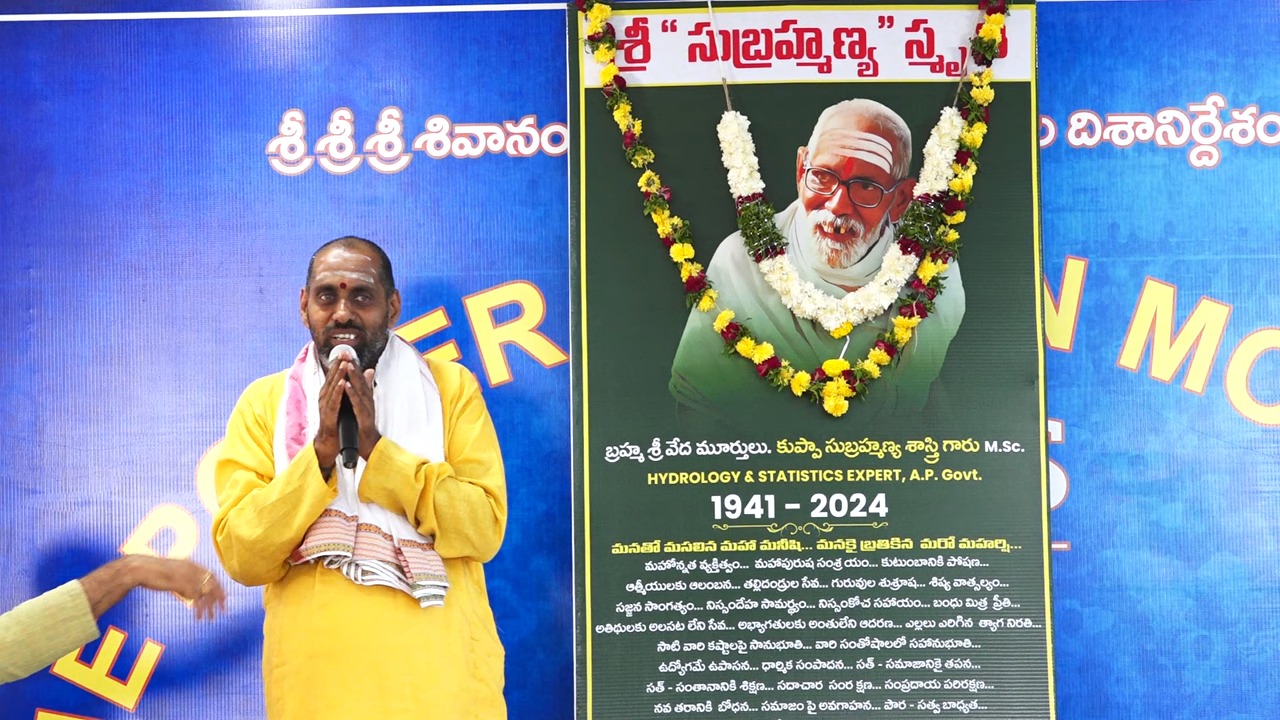 శ్రీ “సుబ్రహ్మణ్య”
శ్రీ శ్రీ శ్రీ
దిశానిర్దేశం
బ్రహ్మ శ్రీ వేద మూర్తులు. కుప్పా సుబ్రహ్మణ్య శాస్త్రి గారు M.Sc.
HYDROLOGY & STATISTICS EXPERT, A.P. Govt.
1941 – 2024
మనతో మసలిన మహా మనీషి... మనకై బ్రతికిన మరో మహర్షి...
మహోన్నత వ్యక్తిత్వం... మహాపురుష సంశ్ర యం... కుటుంబానికి పోషణ...
ఆత్మీయులకు ఆలంబన... తల్లిదండ్రుల సేవ... గురువుల శుశ్రూష... శిష్య వాత్సల్యం...
సజ్జన సాంగత్యం... నిస్సందేహ సామర్థ్యం... నిస్సంకోచ సహాయం... బంధు మిత్ర ప్రీతి...
అతిథులకు అలసట లేని సేవ... అభ్యాగతులకు అంతులేని ఆదరణ... ఎల్లలు ఎరిగిన త్యాగ నిరతి...
సాటి వారి కష్టాలపై సానుభూతి... వారి సంతోషాలలో సహానుభూతి...
ఉద్యోగమే ఉపాసన... ధార్మిక సంపాదన... సత్ - సమాజానికై తపన...
సత్ - సంతానానికి శిక్షణ... సదాచార సంర క్షణ... సంప్రదాయ పరిరక్షణ...
నవ తరానికి బోధన... సమాజం పై అవగాహన... పౌర - సత్వ బాధ్యత...